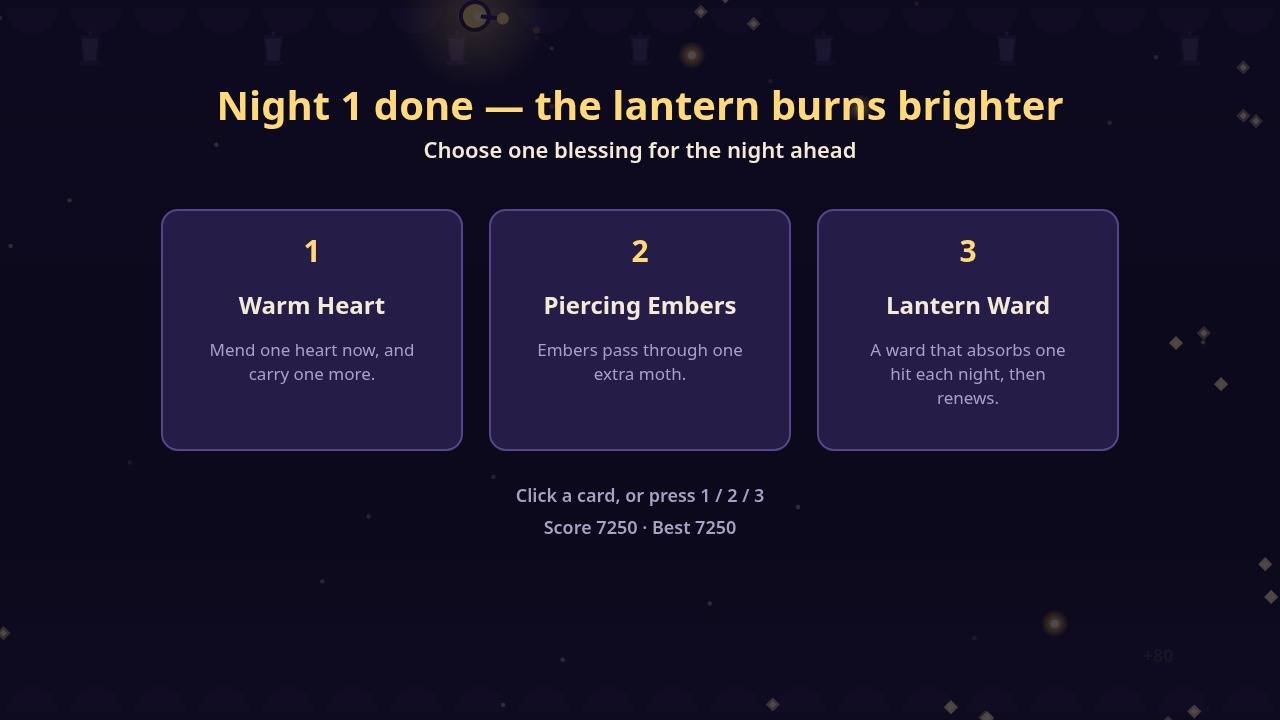 Night 1 done — the lantern burns brighter
Choose one blessing for the night ahead
1
Warm Heart
Mend one heart now, and
carry one more.
2
Piercing Embers
Embers pass through one
extra moth.
3
Lantern Ward
A ward that absorbs one
hit each night, then
renews.
Click a card, or press 1 / 2 / 3
Score 7250 · Best 7250
+80